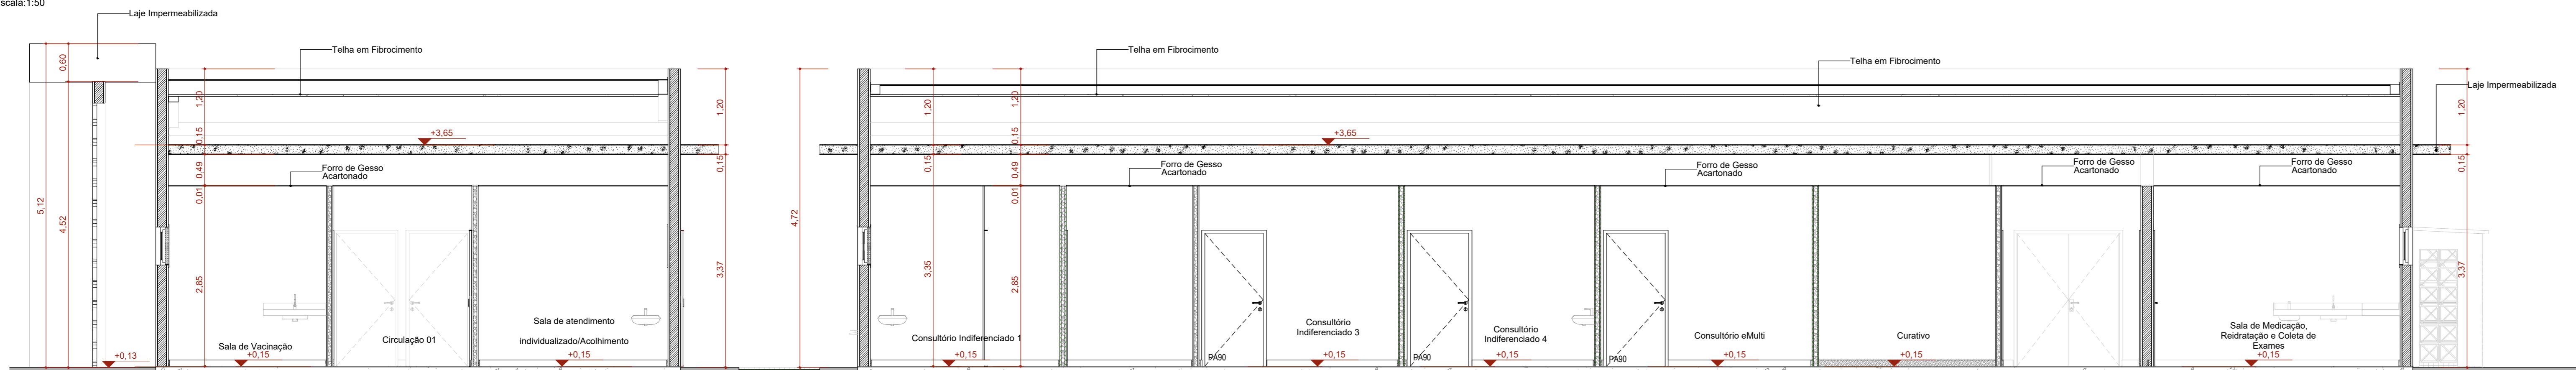 scala:1:50
Laje Impermeabilizada
Telha em Fibrocimento
Telha em Fibrocimento
Telha em Fibrocimento
Laje Impermeabilizada
0,60
1,20
1,20
1,20
1,20
1,20
+3,65
+3,65
0,15
0,15
0,15
0,15
0,15
0,49
0,49
0,01
0,01
Forro de Gesso
Acartonado
Forro de Gesso
Acartonado
Forro de Gesso
Acartonado
Forro de Gesso
Acartonado
Forro de Gesso
Acartonado
5,12
4,52
4,72
2,85
3,37
3,35
2,85
3,37
Sala de Vacinação
Circulação 01
Sala de atendimento
individualizado/Acolhimento
Consultório Indiferenciado 1
Consultório
Indiferenciado 3
Consultório
Indiferenciado 4
Consultório eMulti
Curativo
Sala de Medicação,
Reidratação e Coleta de
Exames
PA90
PA90
PA90
+0,13
+0,15
+0,15
+0,15
+0,15
+0,15
+0,15
+0,15
+0,15